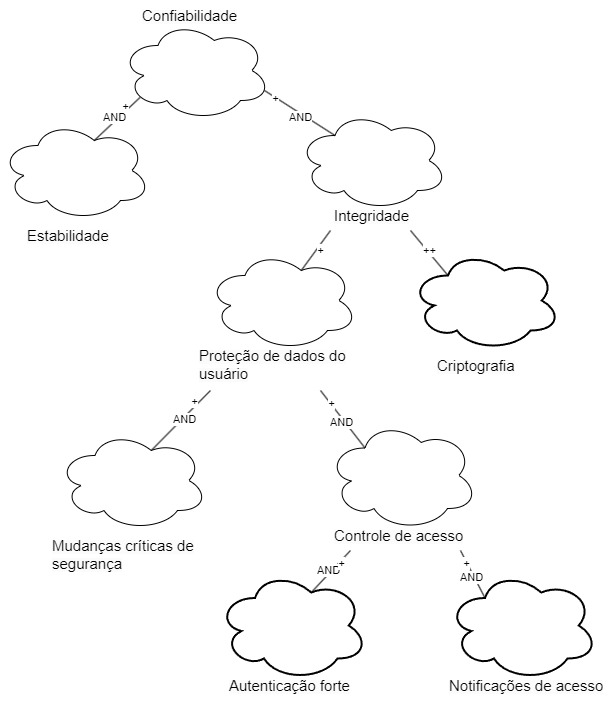 Confiabilidade
+
AND
+
AND
Estabilidade
Integridade
+
++
Proteção de dados do
usuário
Criptografia
+
AND
+
AND
Mudanças críticas de
segurança
Controle de acesso
+
AND
+
AND
Autenticação forte
Notificações de acesso